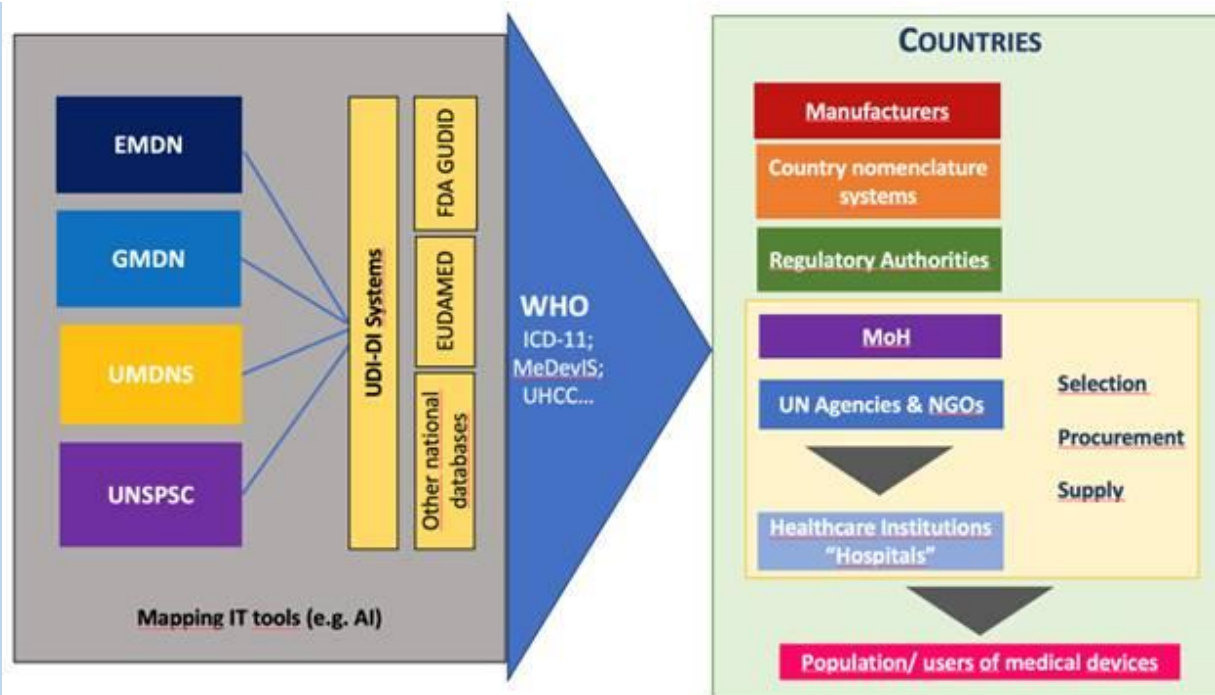 EMDN
GMDN
UMDNS
UNSPSC
UDI-DI Systems
FDA GUDID
EUDAMED
Other national
databases
Mapping IT tools (e.g. AI)
WHO
ICD-11;
MeDevIS;
UHCC...
COUNTRIES
Manufacturers
Country nomenclature
systems
Regulatory Authorities
MoH
UN Agencies & NGOs
Healthcare Institutions
“Hospitals”
Selection
Procurement
Supply
Population/ users of medical devices